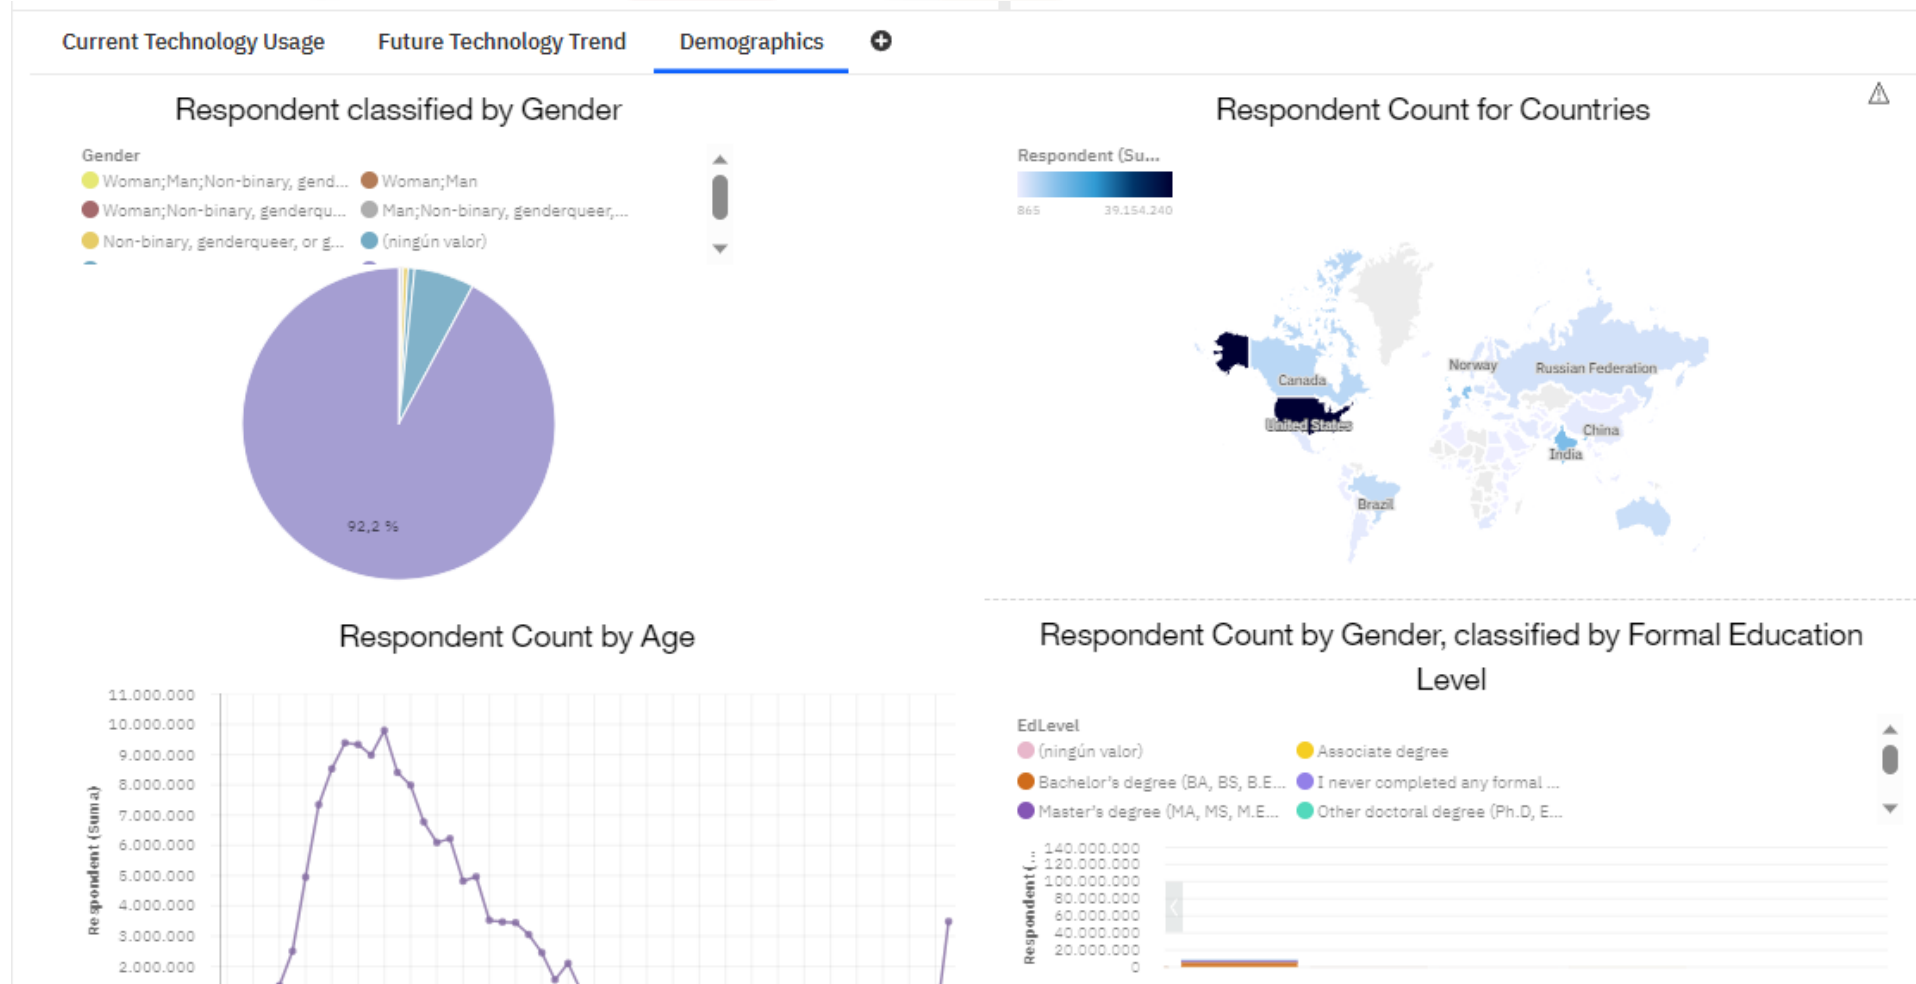 Current Technology Usage
Future Technology Trend
Demographics
Respondent classified by Gender
Gender
Woman;Man;Non-binary, gend...
Woman;Man
Woman;Non-binary, genderqu...
Man;Non-binary, genderqueer,...
Non-binary, genderqueer, or g...
(ningún valor)
92,2 %
Respondent Count for Countries
Respondent (Su...
865
39.154.240
Canada
United States
Norway
Russian Federation
China
India
Brazil
Respondent Count by Age
Respondent (Suma)
11.000.000
10.000.000
9.000.000
8.000.000
7.000.000
6.000.000
5.000.000
4.000.000
3.000.000
2.000.000
Respondent Count by Gender, classified by Formal Education
Level
EdLevel
(ningún valor)
Associate degree
Bachelor's degree (BA, BS, B.E...
I never completed any formal ...
Master's degree (MA, MS, M.E...
Other doctoral degree (Ph.D, E...
Respondent (...
140.000.000
120.000.000
100.000.000
80.000.000
60.000.000
40.000.000
20.000.000
0